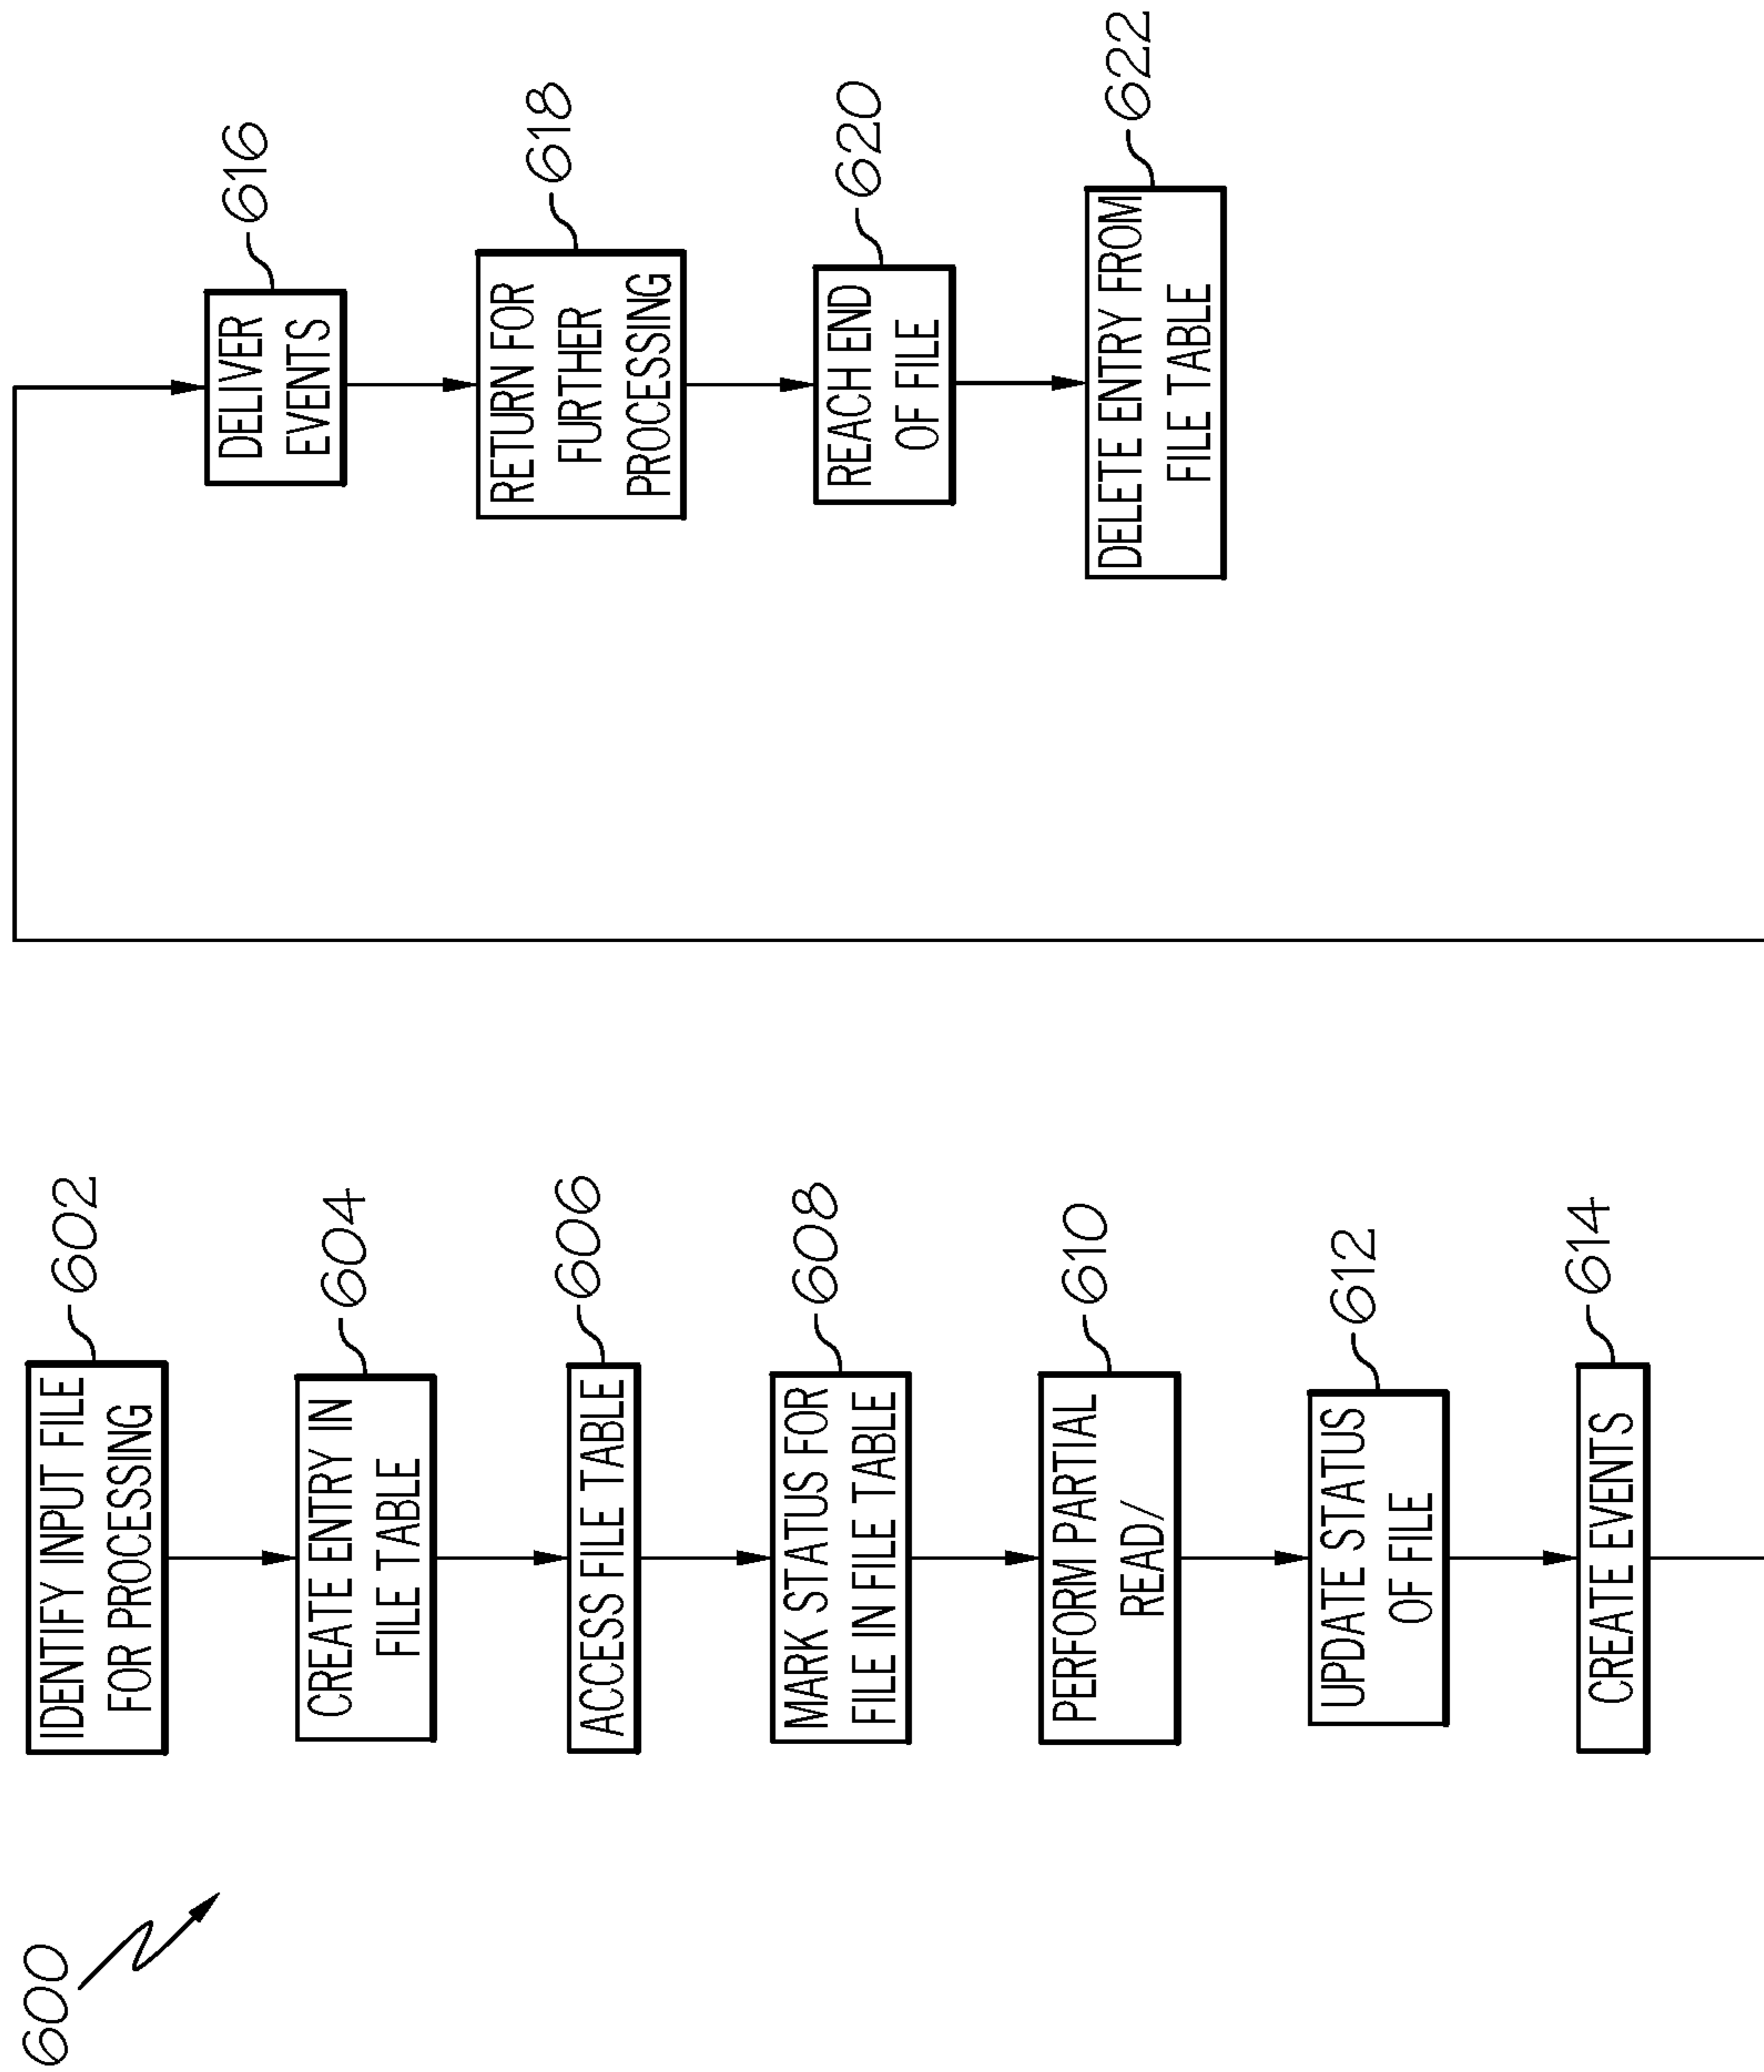 600
IDENTIFY INPUT FILE
FOR PROCESSING
602
CREATE ENTRY IN
FILE TABLE
604
ACCESS FILE TABLE
606
MARK STATUS FOR
FILE IN FILE TABLE
608
PERFORM PARTIAL
READ/
610
UPDATE STATUS
OF FILE
612
CREATE EVENTS
614
DELIVER
EVENTS
616
RETURN FOR
FURTHER
PROCESSING
618
REACH END
OF FILE
620
DELETE ENTRY FROM
FILE TABLE
622